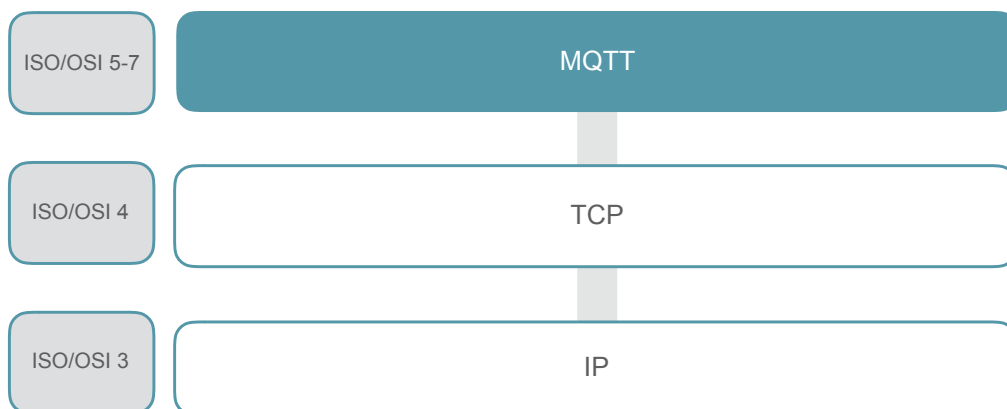 ISO/OSI 5-7
MQTT
ISO/OSI 4
TCP
ISO/OSI 3
IP